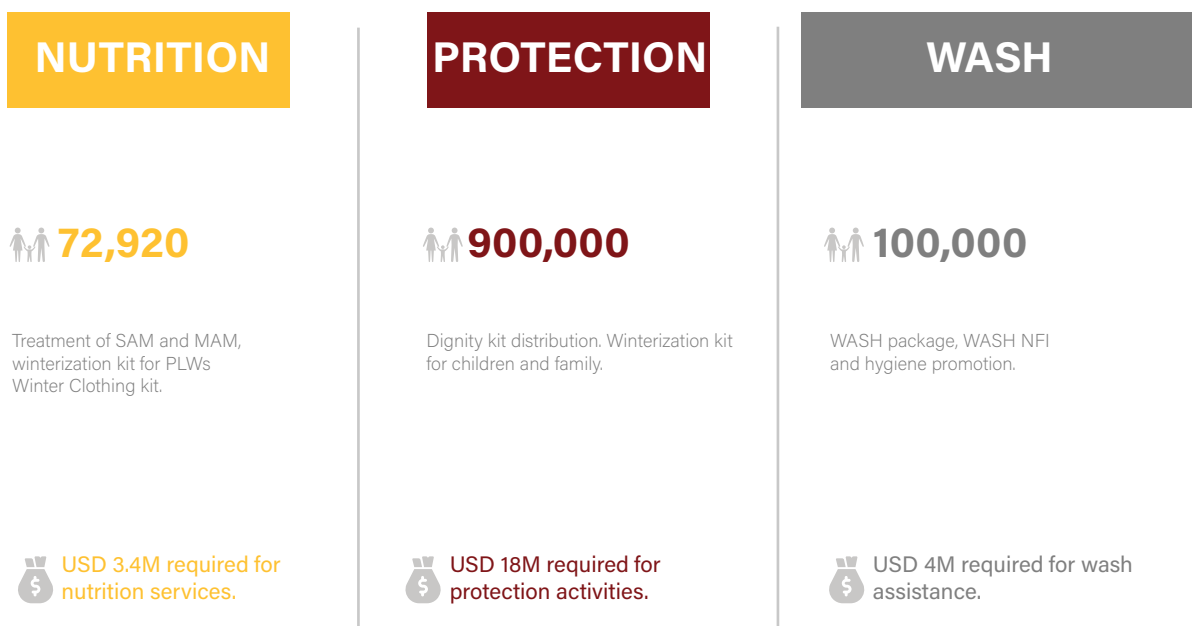 NUTRITION
72,920
Treatment of SAM and MAM,
winterization kit for PLWs
Winter Clothing kit.
USD 3.4M required for
nutrition services.
PROTECTION
900,000
Dignity kit distribution. Winterization kit
for children and family.
USD 18M required for
protection activities.
WASH
100,000
WASH package, WASH NFI
and hygiene promotion.
USD 4M required for wash
assistance.